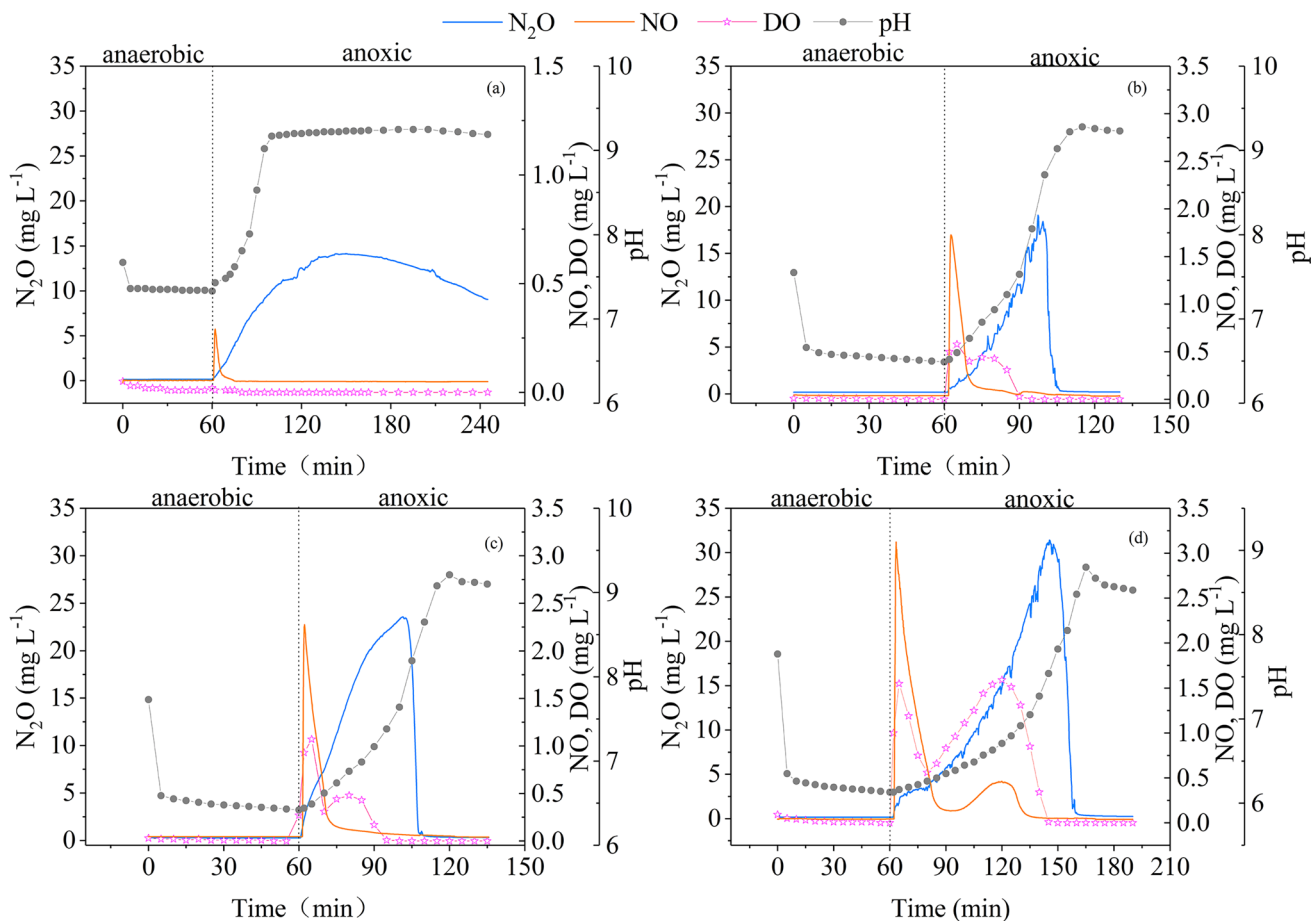 N₂O NO DO pH
anaerobic anoxic
(a)
35 30 25 20 15 10 5 0
N₂O (mg L⁻¹)
1.5 1.0 0.5 0.0
NO, DO (mg L⁻¹)
10 9 8 7 6
pH
0 60 120 180 240
Time（min）
anaerobic anoxic
(b)
35 30 25 20 15 10 5 0
N₂O (mg L⁻¹)
3.5 3.0 2.5 2.0 1.5 1.0 0.5 0.0
NO, DO (mg L⁻¹)
10 9 8 7 6
pH
0 30 60 90 120 150
Time（min）
anaerobic anoxic
(c)
35 30 25 20 15 10 5 0
N₂O (mg L⁻¹)
3.5 3.0 2.5 2.0 1.5 1.0 0.5 0.0
NO, DO (mg L⁻¹)
10 9 8 7 6
pH
0 30 60 90 120 150
Time（min）
anaerobic anoxic
(d)
35 30 25 20 15 10 5 0
N₂O (mg L⁻¹)
3.5 3.0 2.5 2.0 1.5 1.0 0.5 0.0
NO, DO (mg L⁻¹)
9 8 7 6
pH
0 30 60 90 120 150 180 210
Time (min)